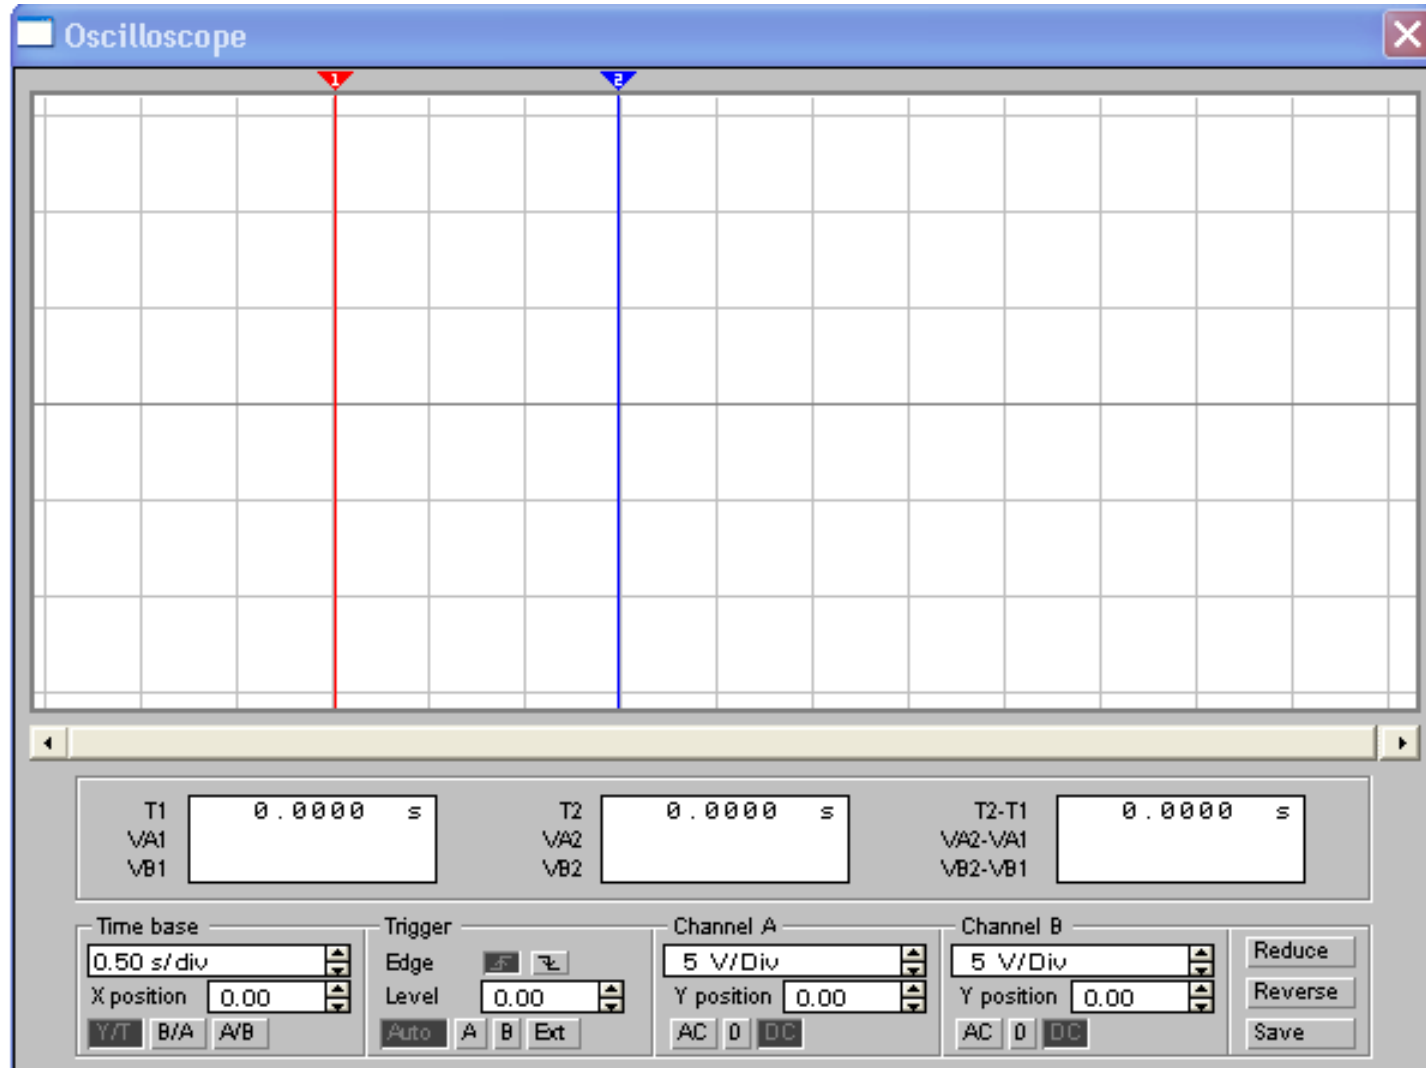 Oscilloscope
1 2
T1 0.0000 s T2 0.0000 s T2-T1 0.0000 s
VA1 VA2 VA2-VA1
VB1 VB2 VB2-VB1
Time base Trigger Channel A Channel B
0.50 s/div Edge 5 V/Div 5 V/Div Reduce
X position 0.00 Level 0.00 Y position 0.00 Y position 0.00 Reverse
Y/T B/A A/B Auto A B Ext AC 0 DC AC 0 DC Save